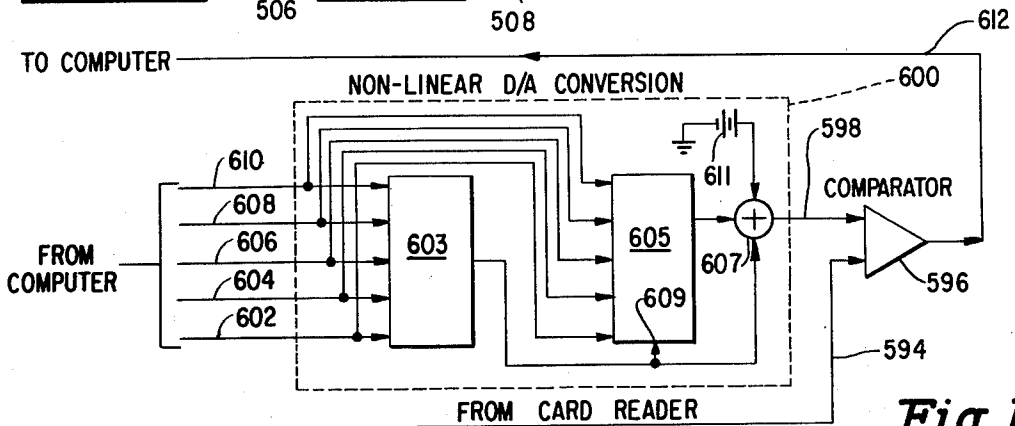 506
508
612
TO COMPUTER
NON-LINEAR D/A CONVERSION
600
598
611
610
COMPARATOR
608
603
605
607
606
FROM
COMPUTER
609
596
604
602
594
FROM CARD READER
Fig